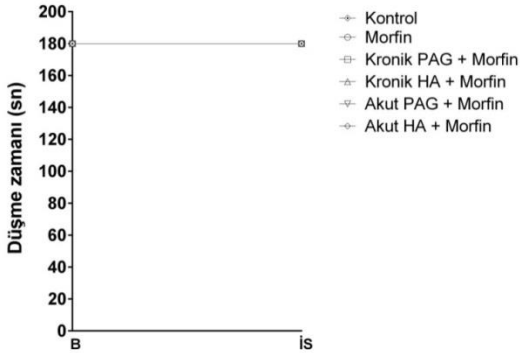 Düşme zamanı (sn)
200
180
160
140
120
100
80
60
40
20
0
B
İS
Kontrol
Morfin
Kronik PAG + Morfin
Kronik HA + Morfin
Akut PAG + Morfin
Akut HA + Morfin